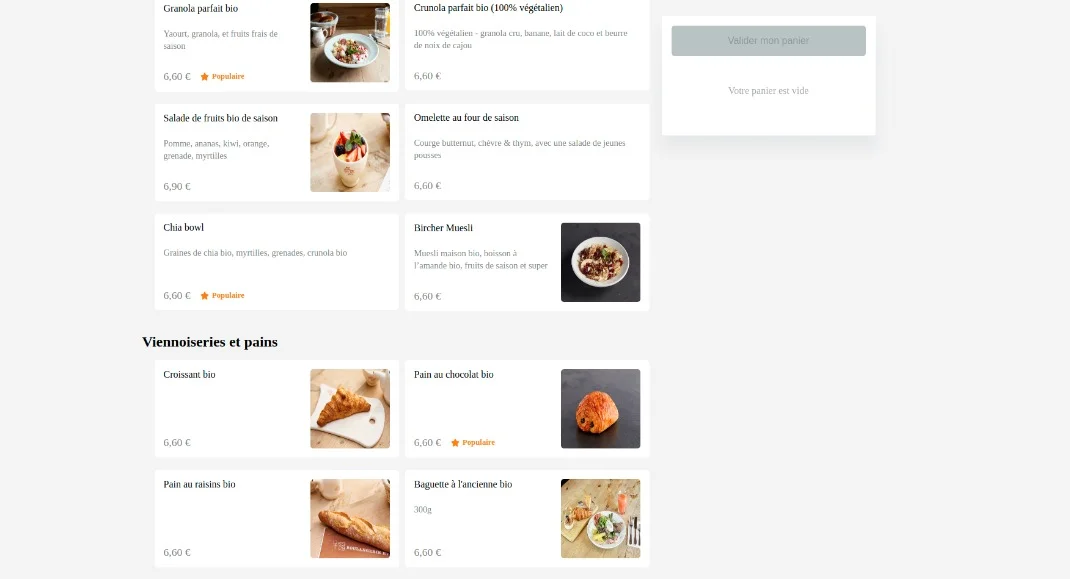 Granola parfait bio
Yaourt, granola, et fruits frais de
saison
6,60 €
Populaire
Crunola parfait bio (100% végétalien)
100% végétalien - granola cru, banane, lait de coco et beurre
de noix de cajou
6,60 €
Valider mon panier
Votre panier est vide
Salade de fruits bio de saison
Pomme, ananas, kiwi, orange,
grenade, myrtilles
6,90 €
Omelette au four de saison
Courge butternut, chèvre & thym, avec une salade de jeunes
pousses
6,60 €
Chia bowl
Graines de chia bio, myrtilles, grenades, crunola bio
6,60 €
Populaire
Bircher Muesli
Muesli maison bio, boisson à
l'amande bio, fruits de saison et super
6,60 €
Viennoiseries et pains
Croissant bio
6,60 €
Pain au chocolat bio
6,60 €
Populaire
Pain au raisins bio
6,60 €
Baguette à l'ancienne bio
300g
6,60 €